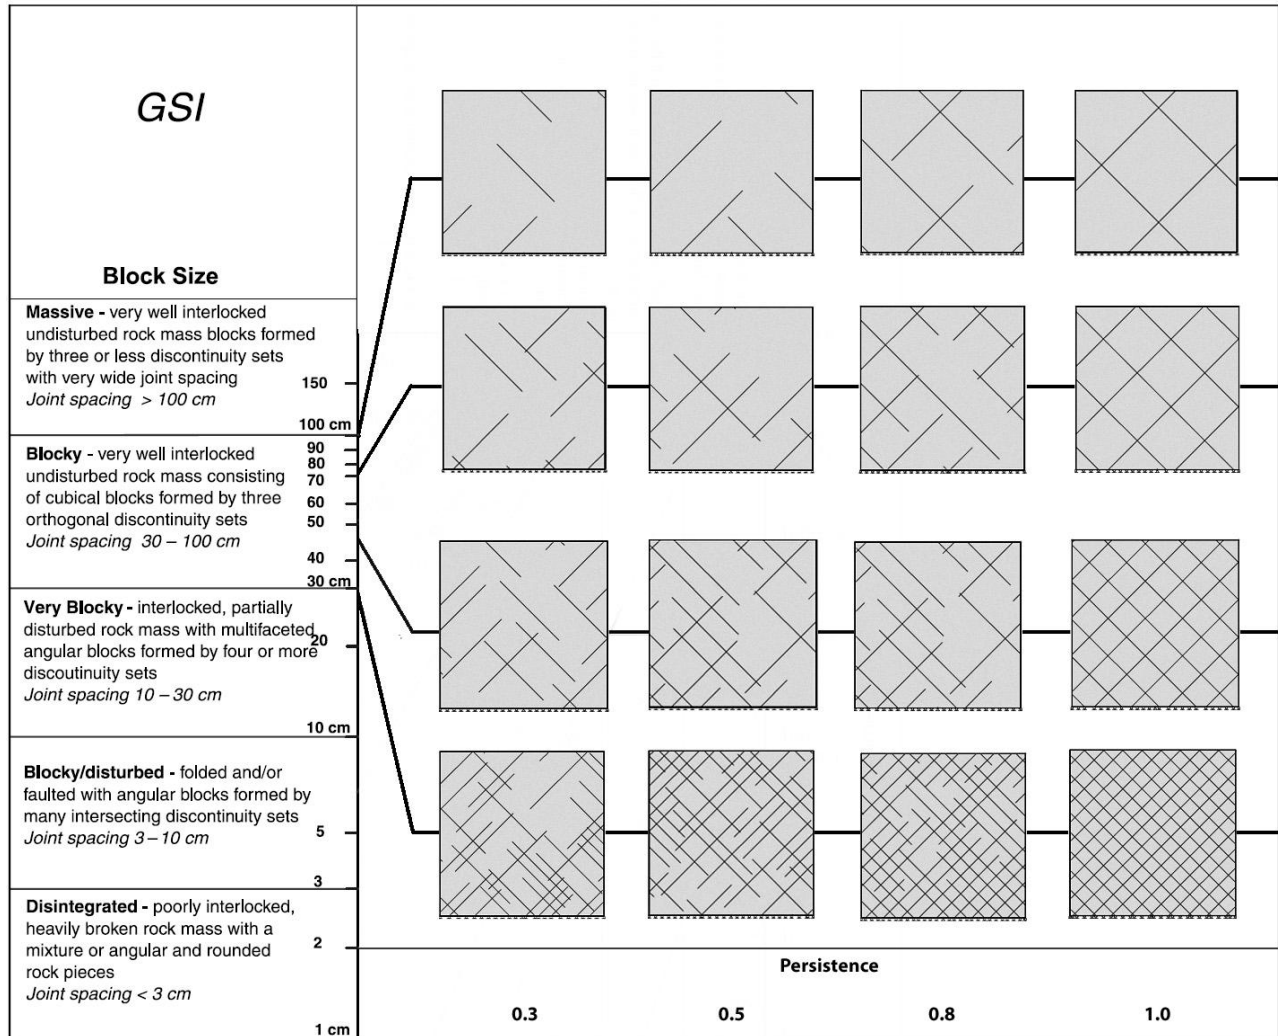 GSI
Block Size
Massive - very well interlocked
undisturbed rock mass blocks formed
by three or less discontinuity sets
with very wide joint spacing
150
Joint spacing > 100 cm
100 cm
90
Blocky - very well interlocked
80
undisturbed rock mass consisting
of cubical blocks formed by three
70
orthogonal discontinuity sets
60
50
Joint spacing 30 – 100 cm
40
30 cm
Very Blocky - interlocked, partially
disturbed rock mass with multifaceted
20
angular blocks formed by four or more
discoutinuity sets
Joint spacing 10 – 30 cm
10 cm
Blocky/disturbed - folded and/or
faulted with angular blocks formed by
many intersecting discontinuity sets
5
Joint spacing 3 – 10 cm
3
Disintegrated - poorly interlocked,
heavily broken rock mass with a
2
mixture or angular and rounded
rock pieces
Joint spacing < 3 cm
1 cm
Persistence
0.3 0.5 0.8 1.0